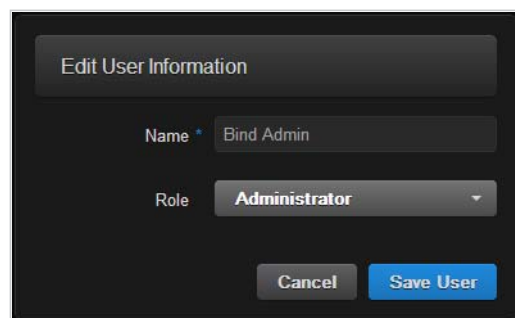 Edit User Information
Name * Bind Admin
Role Administrator
Cancel Save User